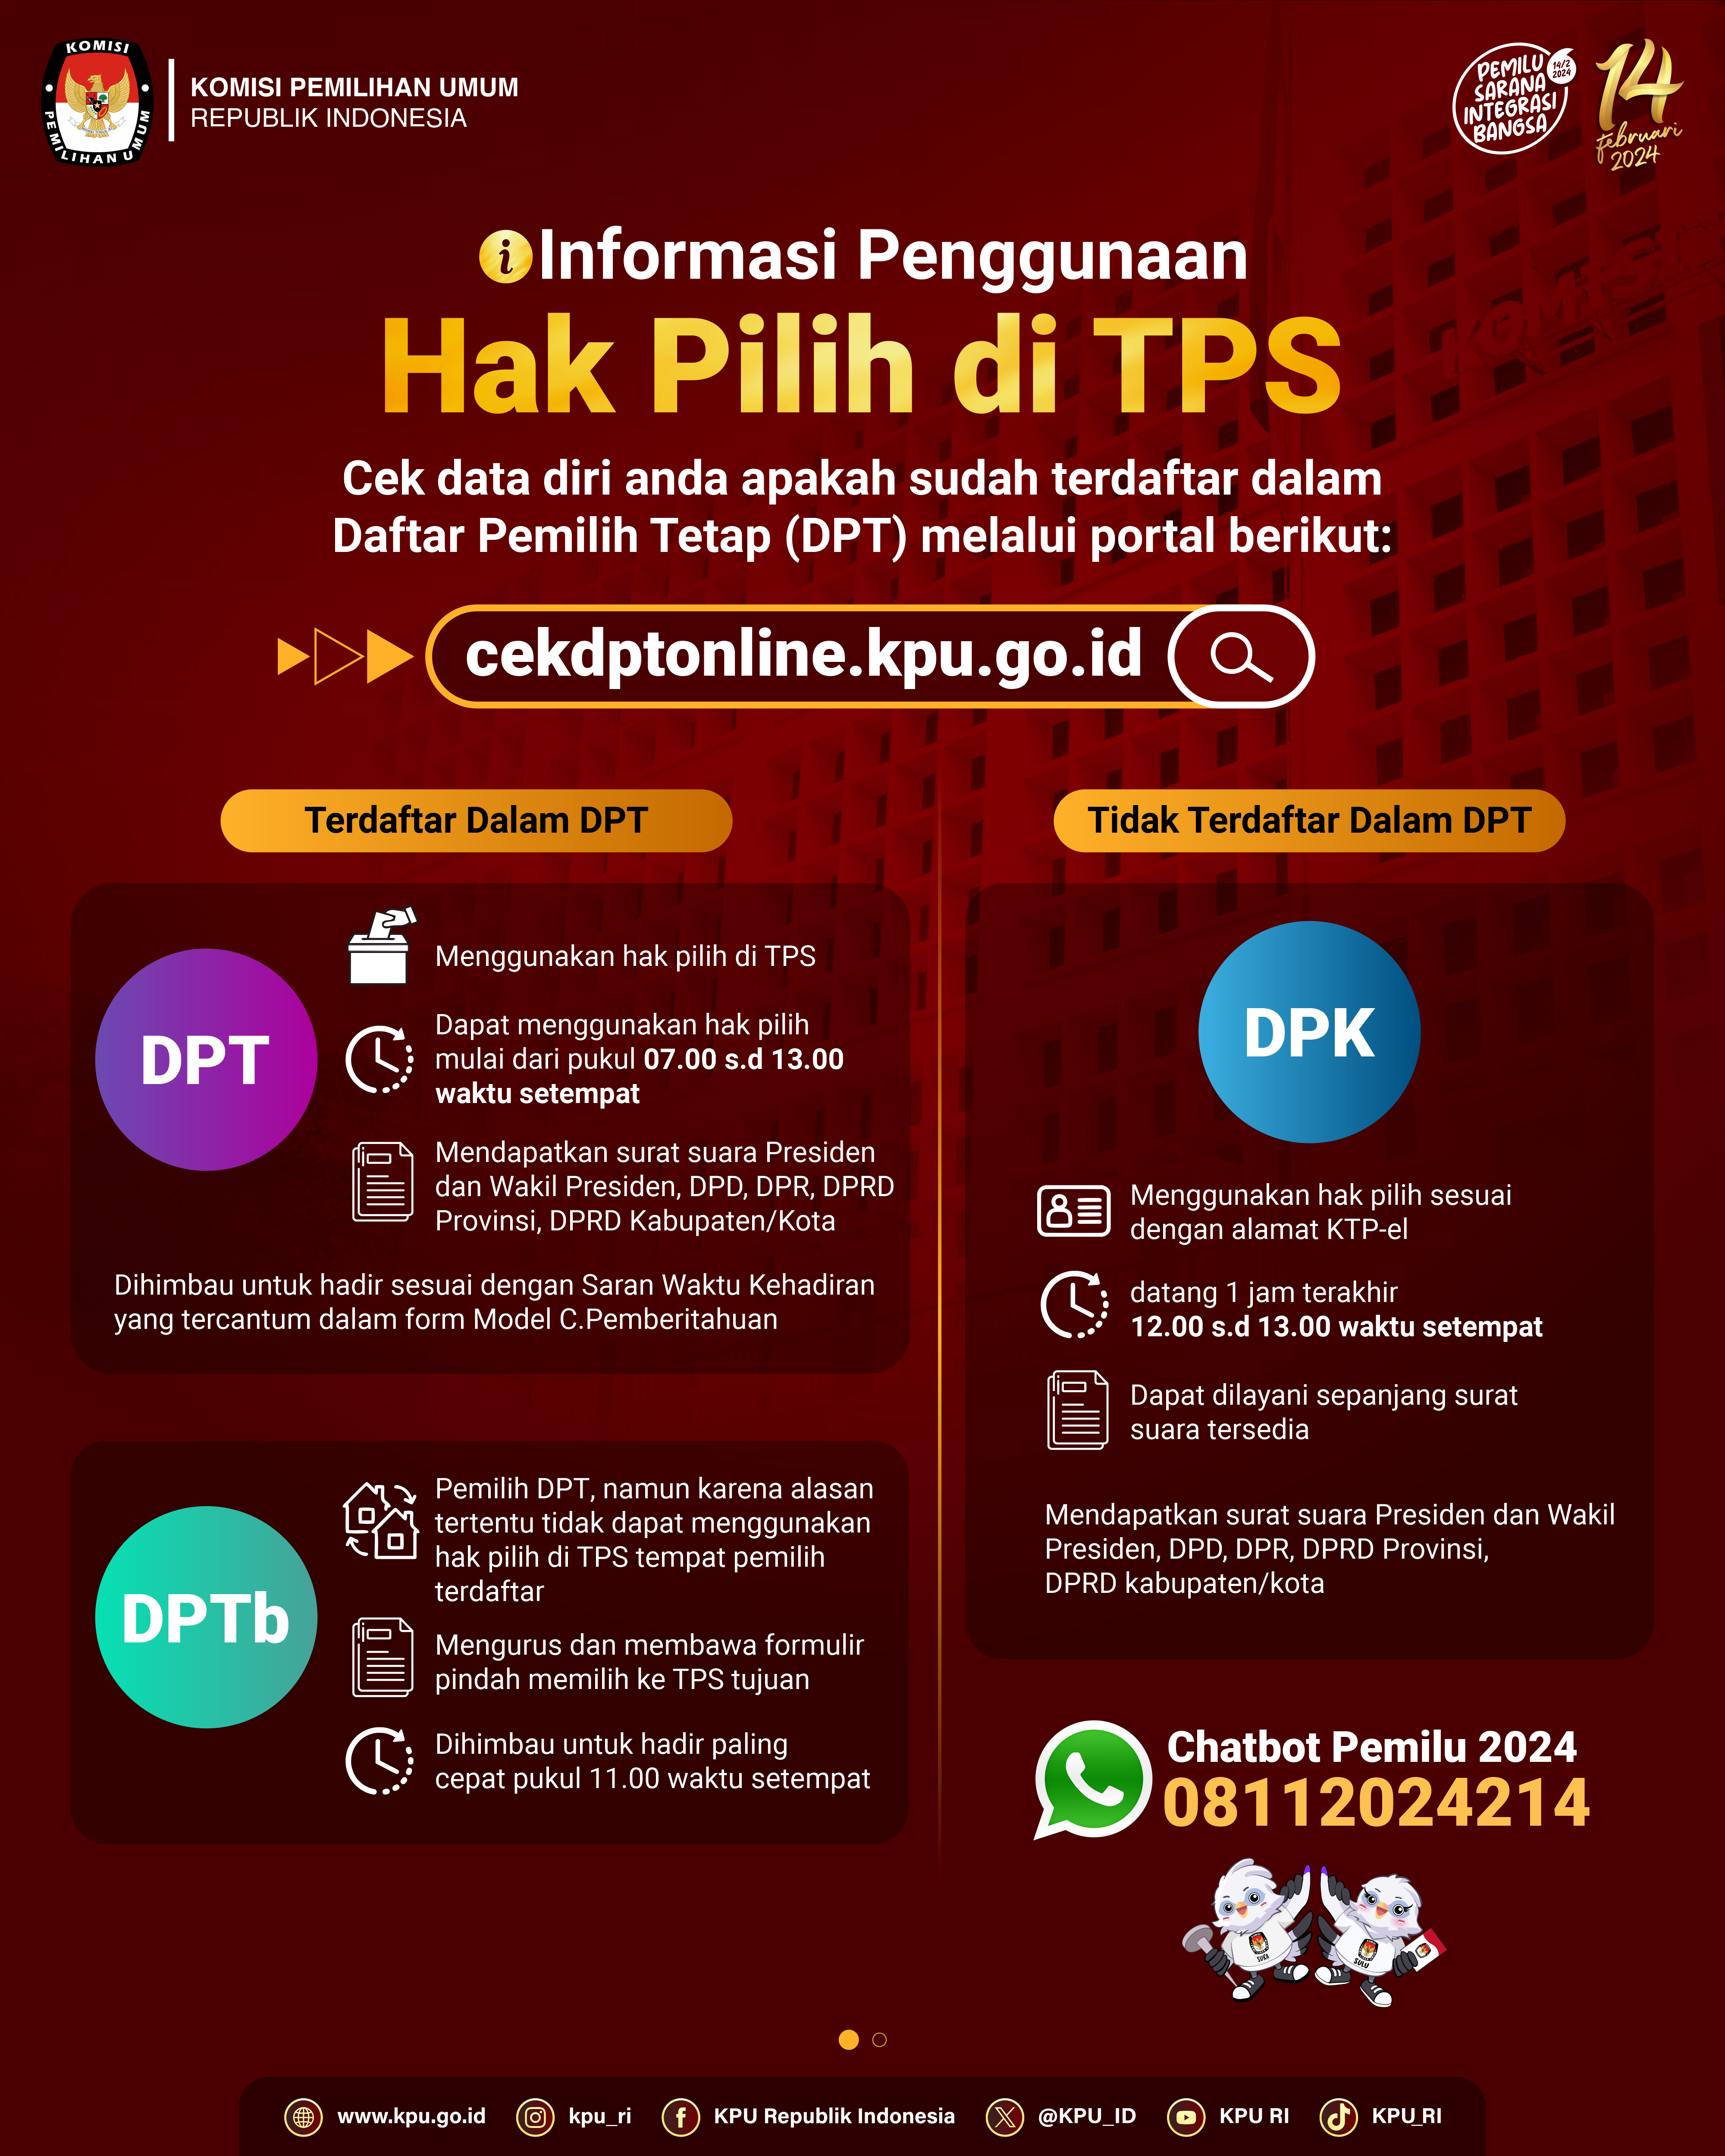 KOMISI
PEMILIHAN UMUM
KOMISI PEMILIHAN UMUM
REPUBLIK INDONESIA
PEMILU
SARANA
INTEGRASI
BANGSA
14/2
2024
14
Februari
2024
KOMISI
i Informasi Penggunaan
Hak Pilih di TPS
Cek data diri anda apakah sudah terdaftar dalam
Daftar Pemilih Tetap (DPT) melalui portal berikut:
cekdptonline.kpu.go.id
Terdaftar Dalam DPT
DPT
Menggunakan hak pilih di TPS
Dapat menggunakan hak pilih
mulai dari pukul 07.00 s.d 13.00
waktu setempat
Mendapatkan surat suara Presiden
dan Wakil Presiden, DPD, DPR, DPRD
Provinsi, DPRD Kabupaten/Kota
Dihimbau untuk hadir sesuai dengan Saran Waktu Kehadiran
yang tercantum dalam form Model C.Pemberitahuan
DPTb
Pemilih DPT, namun karena alasan
tertentu tidak dapat menggunakan
hak pilih di TPS tempat pemilih
terdaftar
Mengurus dan membawa formulir
pindah memilih ke TPS tujuan
Dihimbau untuk hadir paling
cepat pukul 11.00 waktu setempat
Tidak Terdaftar Dalam DPT
DPK
Menggunakan hak pilih sesuai
dengan alamat KTP-el
datang 1 jam terakhir
12.00 s.d 13.00 waktu setempat
Dapat dilayani sepanjang surat
suara tersedia
Mendapatkan surat suara Presiden dan Wakil
Presiden, DPD, DPR, DPRD Provinsi,
DPRD kabupaten/kota
Chatbot Pemilu 2024
08112024214
SURA
SULU
www.kpu.go.id
kpu_ri
KPU Republik Indonesia
@KPU_ID
KPU RI
KPU_RI